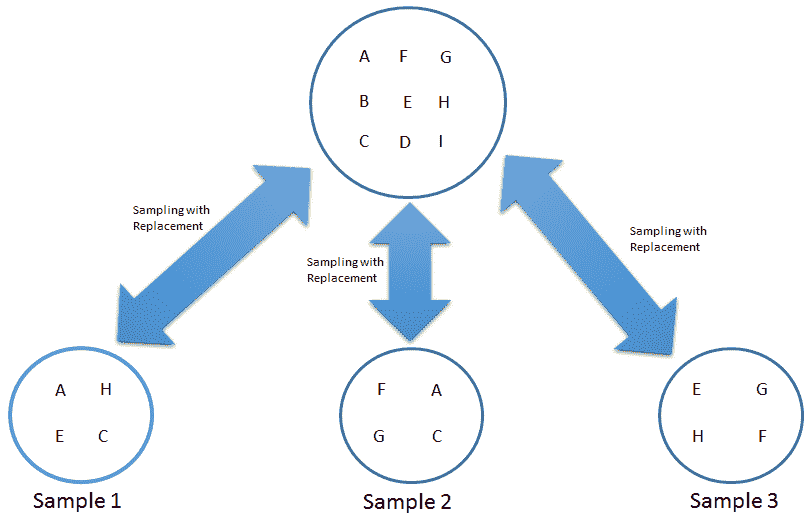 A F G
B E H
C D I
Sampling with
Replacement
Sampling with
Replacement
Sampling with
Replacement
A H
E C
Sample 1
F A
G C
Sample 2
E G
H F
Sample 3